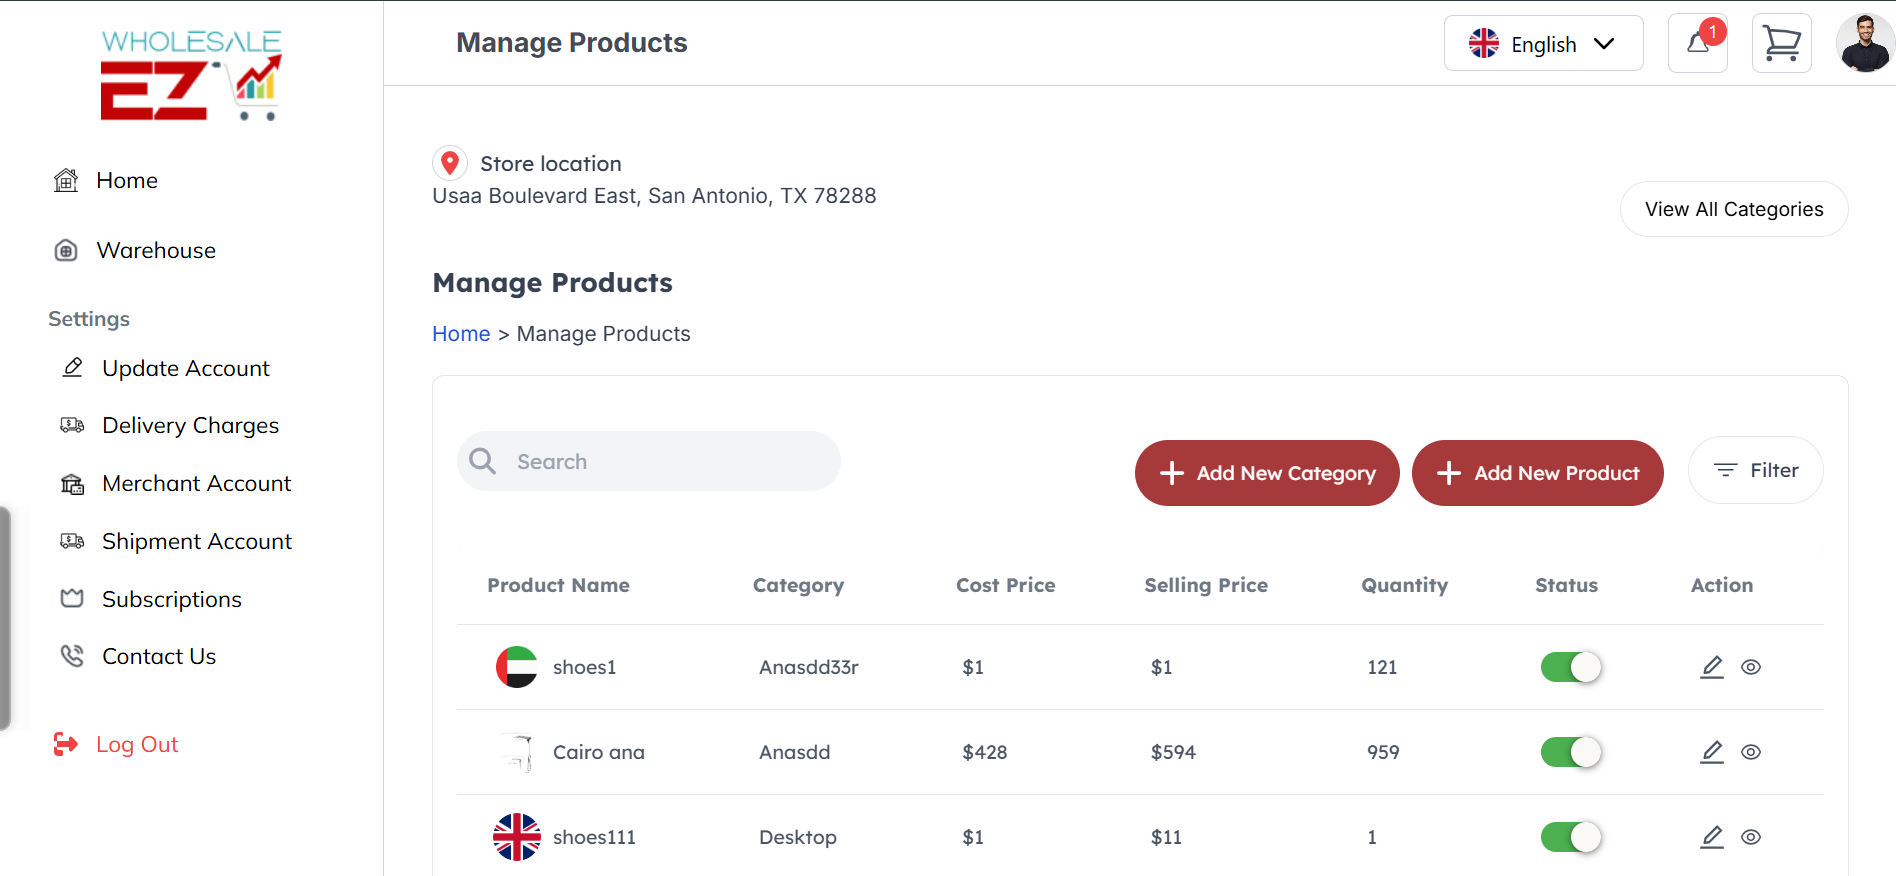 WHOLESALE
EZ
Home
Warehouse
Settings
Update Account
Delivery Charges
Merchant Account
Shipment Account
Subscriptions
Contact Us
Log Out
Manage Products
English
1
Store location
Usaa Boulevard East, San Antonio, TX 78288
View All Categories
Manage Products
Home > Manage Products
Search
Add New Category
Add New Product
Filter
Product Name Category Cost Price Selling Price Quantity Status Action
shoes1 Anasdd33r $1 $1 121
Cairo ana Anasdd $428 $594 959
shoes111 Desktop $1 $11 1